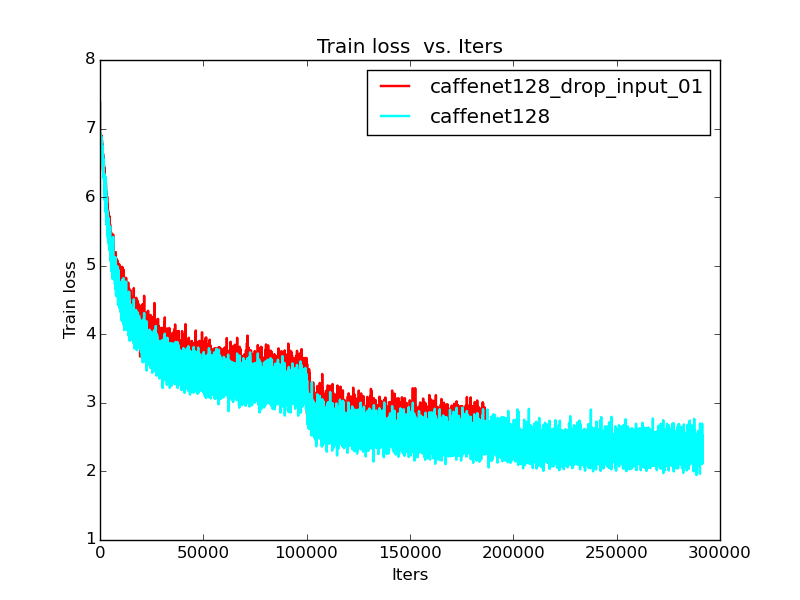 Train loss  vs. Iters
caffenet128_drop_input_01
caffenet128
8
7
6
5
4
3
2
1
Train loss
0 50000 100000 150000 200000 250000 300000
Iters